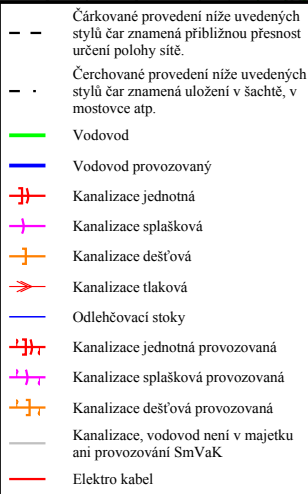 Čárkované provedení níže uvedených
stylů čar znamená přibližnou přesnost
určení polohy sítě.
Čerchované provedení níže uvedených
stylů čar znamená uložení v šachtě, v
mostovce atp.
Vodovod
Vodovod provozovaný
Kanalizace jednotná
Kanalizace splašková
Kanalizace dešťová
Kanalizace tlaková
Odlehčovací stoky
Kanalizace jednotná provozovaná
Kanalizace splašková provozovaná
Kanalizace dešťová provozovaná
Kanalizace, vodovod není v majetku
ani provozování SmVaK
Elektro kabel